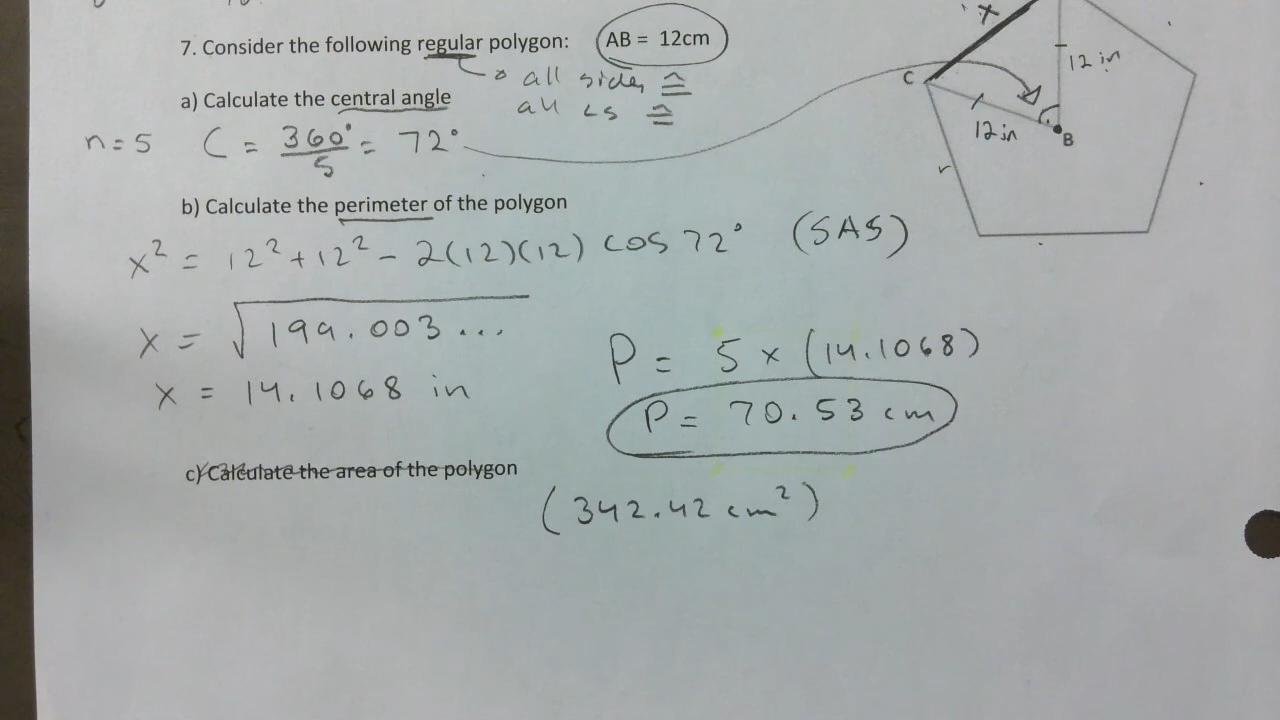 7. Consider the following regular polygon: AB = 12cm
all sides ≅
all ∠s ≅
a) Calculate the central angle
n = 5 C = 360°/5 = 72°
x
C
12 in
12 in
B
b) Calculate the perimeter of the polygon
x² = 12² + 12² - 2(12)(12) cos 72° (SAS)
x = √199.003...
x = 14.1068 in
P = 5 x (14.1068)
P = 70.53 cm
c) Calculate the area of the polygon
(342.42 cm²)